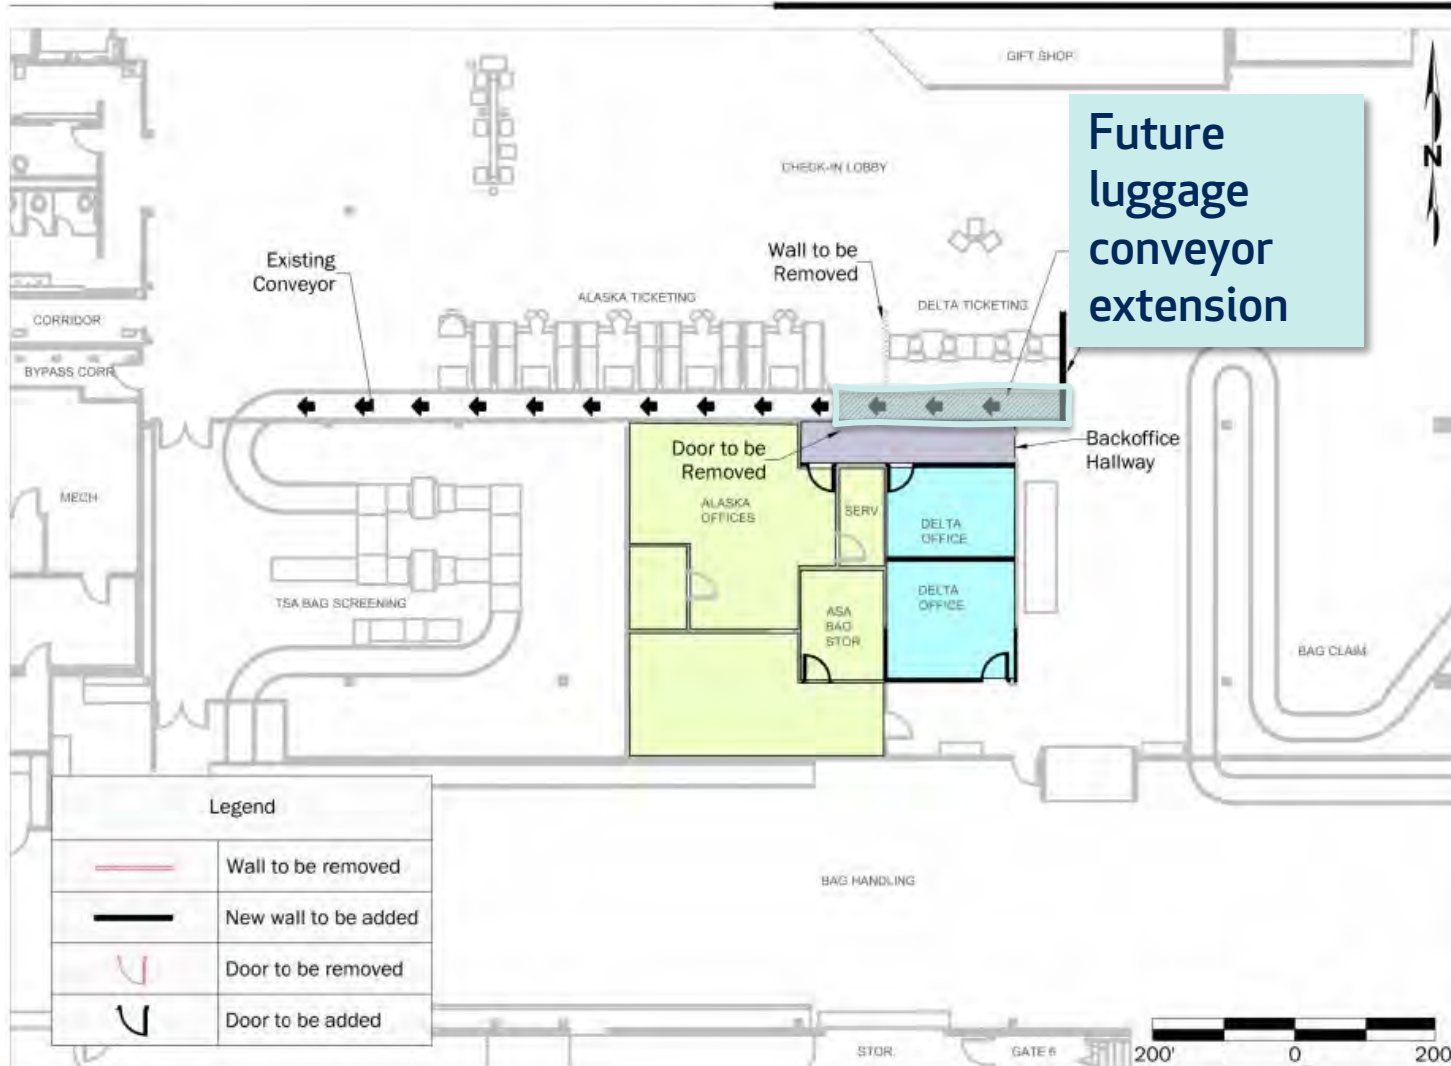 GIFT SHOP
Future
luggage
conveyor
extension
N
CHECK-IN LOBBY
Existing
Conveyor
Wall to be
Removed
ALASKA TICKETING
DELTA TICKETING
CORRIDOR
BYPASS CORR
Door to be
Removed
Backoffice
Hallway
MECH
ALASKA
OFFICES
SERV
DELTA
OFFICE
TSA BAG SCREENING
DELTA
OFFICE
ASA
BAG
STOR
BAG CLAIM
Legend
Wall to be removed
New wall to be added
Door to be removed
Door to be added
BAG HANDLING
STOR.
GATE 6
200'
0
200